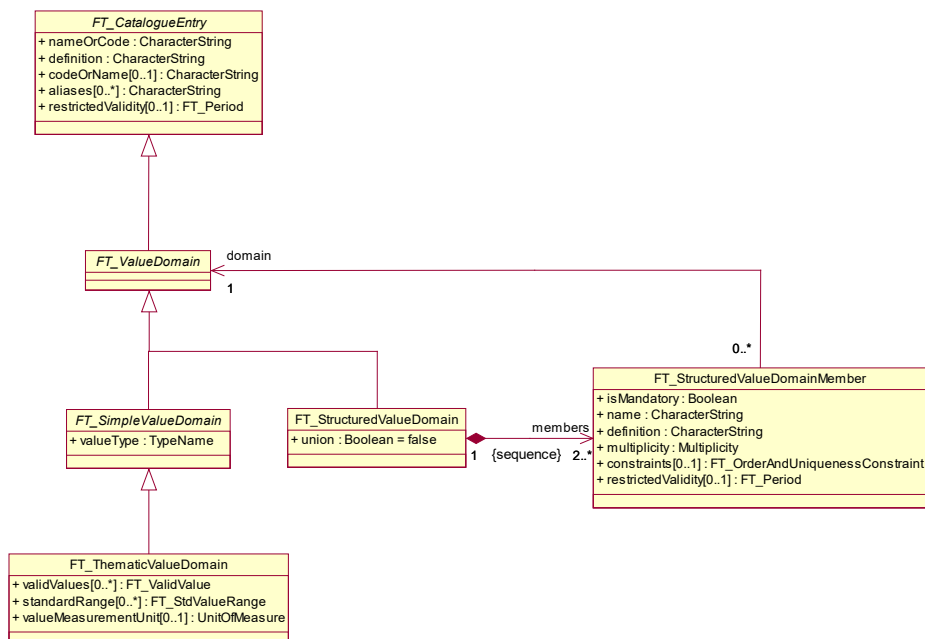 FT_CatalogueEntry
+ nameOrCode : CharacterString
+ definition : CharacterString
+ codeOrName[0..1] : CharacterString
+ aliases[0..*] : CharacterString
+ restrictedValidity[0..1] : FT_Period
FT_ValueDomain
domain
1
0..*
FT_SimpleValueDomain
+ valueType : TypeName
FT_StructuredValueDomain
+ union : Boolean = false
members
1
{sequence}
2..*
FT_StructuredValueDomainMember
+ isMandatory : Boolean
+ name : CharacterString
+ definition : CharacterString
+ multiplicity : Multiplicity
+ constraints[0..1] : FT_OrderAndUniquenessConstraint
+ restrictedValidity[0..1] : FT_Period
FT_ThematicValueDomain
+ validValues[0..*] : FT_ValidValue
+ standardRange[0..*] : FT_StdValueRange
+ valueMeasurementUnit[0..1] : UnitOfMeasure